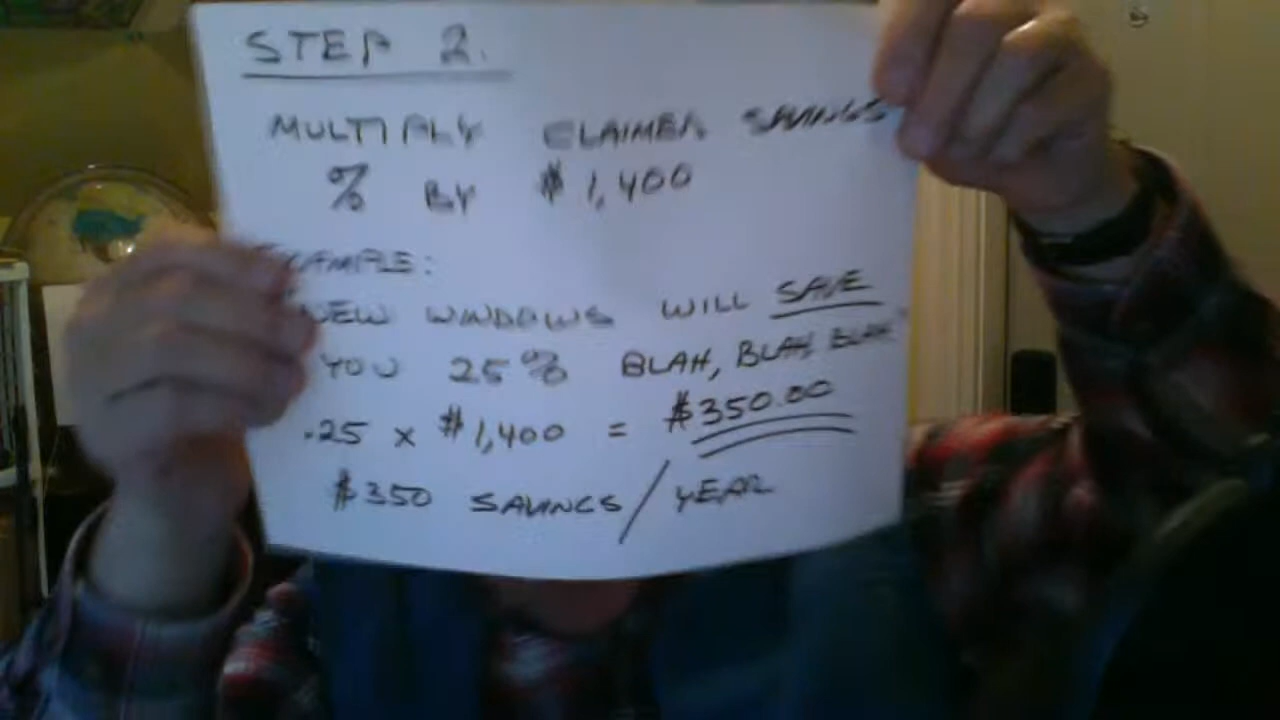 STEP 2.
MULTIPLY CLAIMED SAVINGS
% BY $1,400
EXAMPLE:
NEW WINDOWS WILL SAVE
YOU 25% BLAH, BLAH, BLAH"
.25 x $1,400 = $350.00
$350 SAVINGS/YEAR